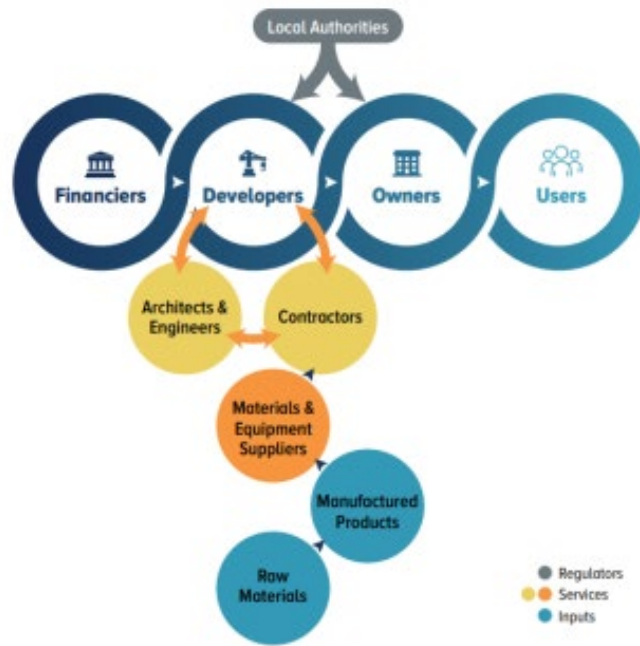 Local Authorities
Financiers
Developers
Owners
Users
Architects &
Engineers
Contractors
Materials &
Equipment
Suppliers
Manufactured
Products
Raw
Materials
Regulators
Services
Inputs